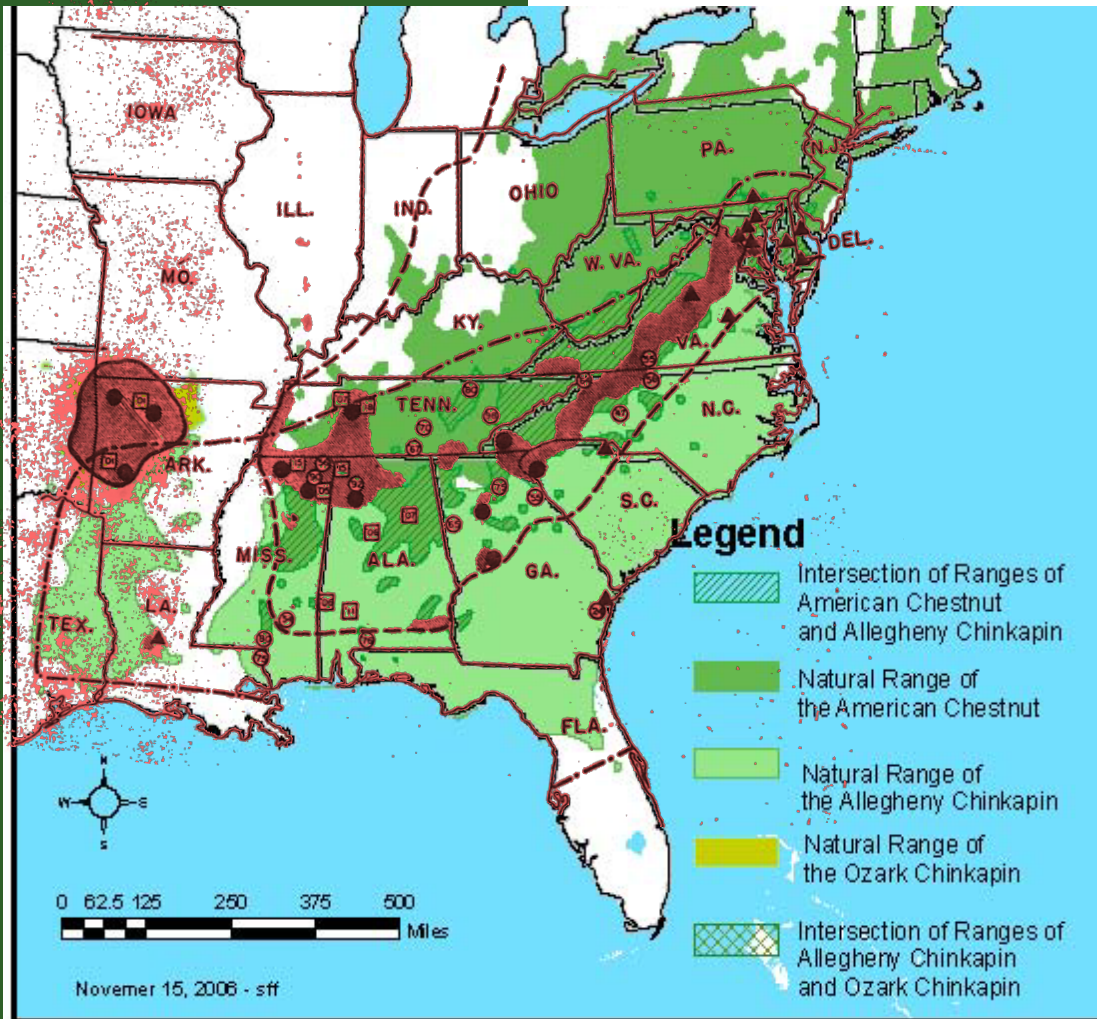 IOWA
PA.
N.J.
OHIO
ILL.
IND.
DEL.
W. VA.
MO.
KY.
VA.
TENN.
N.C.
ARK.
S.C.
Legend
MISS.
ALA.
GA.
Intersection of Ranges of
American Chestnut
and Allegheny Chinkapin
LA.
TEX.
Natural Range of
the American Chestnut
FLA.
Natural Range of
the Allegheny Chinkapin
N
W
E
S
Natural Range of
the Ozark Chinkapin
0 62.5 125 250 375 500
Miles
Intersection of Ranges of
Allegheny Chinkapin
and Ozark Chinkapin
Novemer 15, 2006 - sff